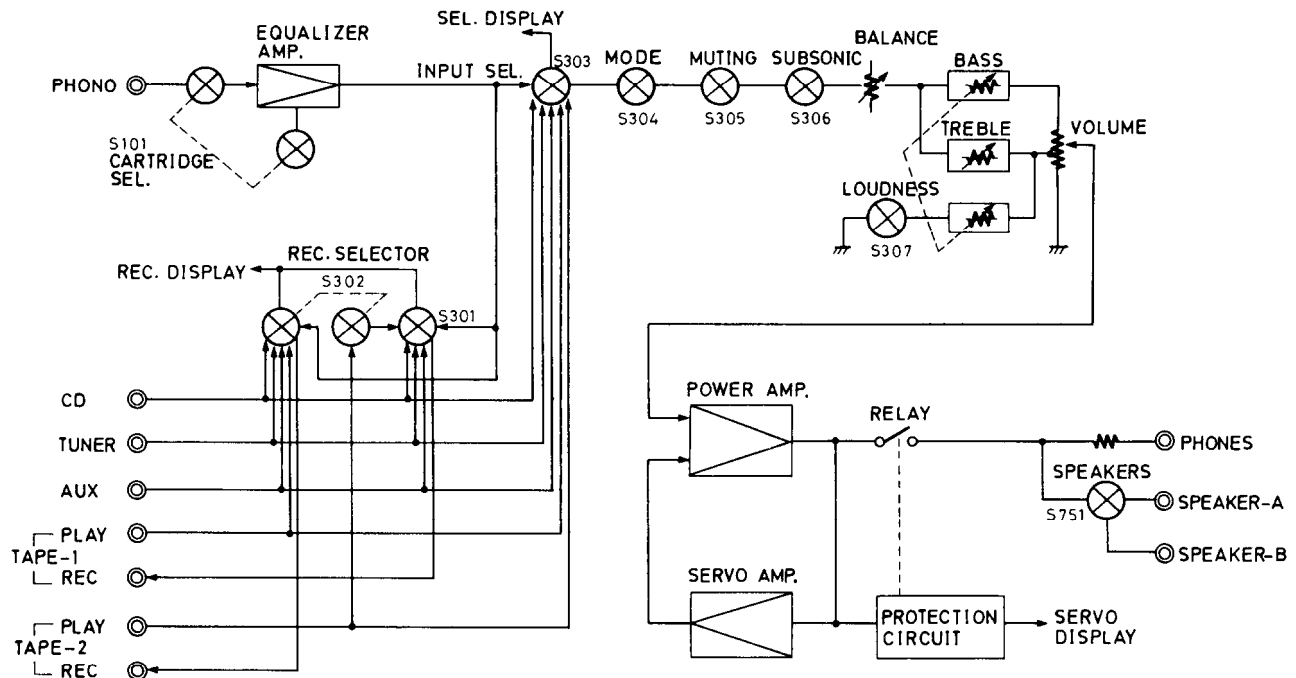 EQUALIZER
AMP.
SEL. DISPLAY
S303
PHONO
INPUT SEL.
MODE
MUTING
SUBSONIC
BALANCE
BASS
S304
S305
S306
S101
CARTRIDGE
SEL.
TREBLE
VOLUME
LOUDNESS
S307
REC. SELECTOR
REC. DISPLAY
S302
S301
CD
TUNER
AUX
PLAY
TAPE-1
REC
PLAY
TAPE-2
REC
POWER AMP.
RELAY
PHONES
SPEAKERS
S751
SPEAKER-A
SPEAKER-B
SERVO AMP.
PROTECTION
CIRCUIT
SERVO
DISPLAY